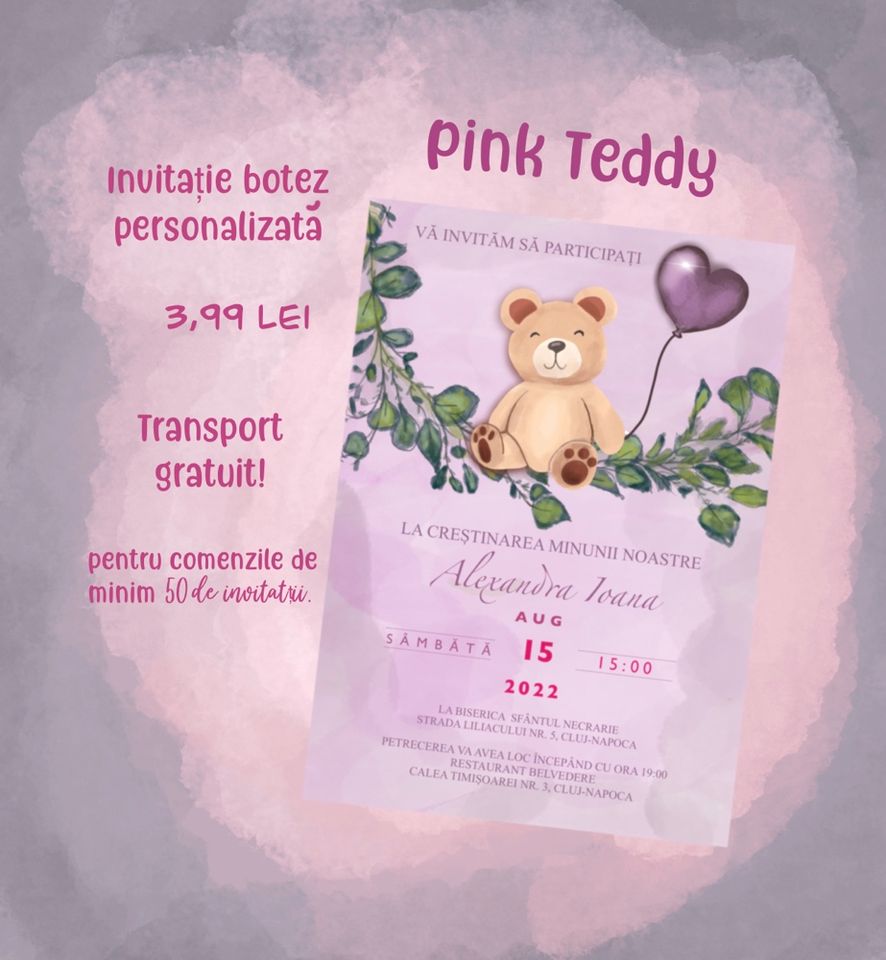 Pink Teddy
Invitație botez
personalizată
3,99 LEI
Transport
gratuit!
pentru comenzile de
minim 50 de invitații.
VĂ INVITĂM SĂ PARTICIPAȚI
LA CREȘTINAREA MINUNII NOASTRE
Alexandra Ioana
AUG
SÂMBĂTĂ 15 15:00
2022
LA BISERICA SFÂNTUL NECRARIE
STRADA LILIACULUI NR. 5, CLUJ-NAPOCA
PETRECEREA VA AVEA LOC ÎNCEPÂND CU ORA 19:00
RESTAURANT BELVEDERE
CALEA TIMIȘOAREI NR. 3, CLUJ-NAPOCA